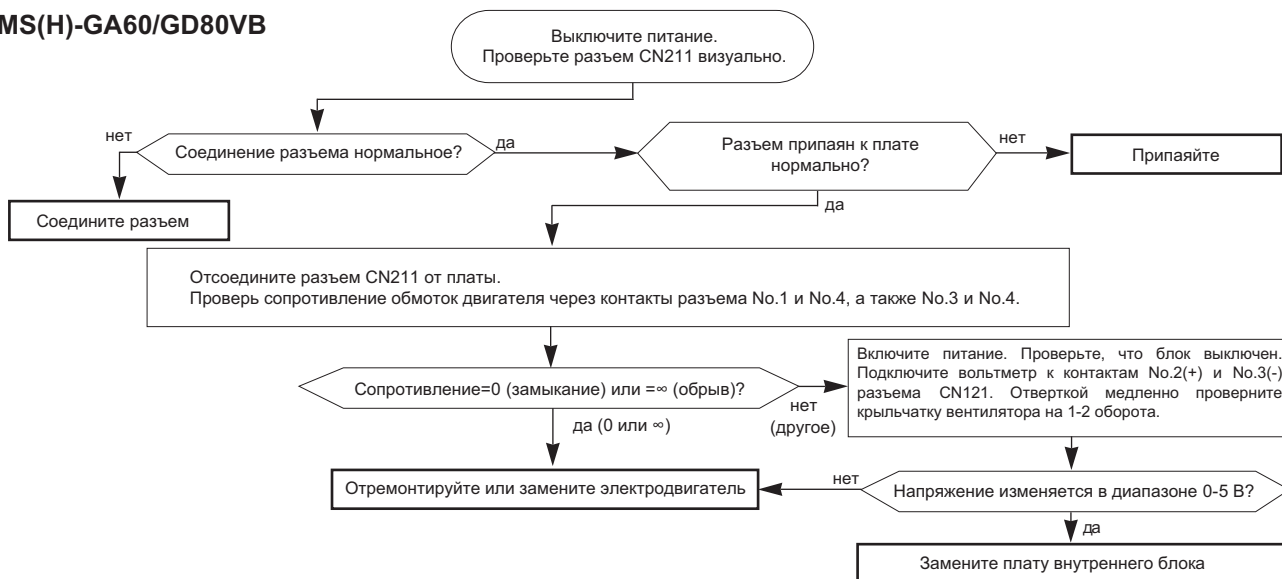 MS(H)-GA60/GD80VB
Выключите питание.
Проверьте разъем CN211 визуально.
нет
Соединение разъема нормальное?
да
Разъем припаян к плате
нормально?
нет
Припаяйте
Соедините разъем
да
Отсоедините разъем CN211 от платы.
Проверь сопротивление обмоток двигателя через контакты разъема No.1 и No.4, а также No.3 и No.4.
Сопротивление=0 (замыкание) или =∞ (обрыв)?
нет
(другое)
Включите питание. Проверьте, что блок выключен.
Подключите вольтметр к контактам No.2(+) и No.3(-)
разъема CN121. Отверткой медленно проверните
крыльчатку вентилятора на 1-2 оборота.
да (0 или ∞)
Отремонтируйте или замените электродвигатель
нет
Напряжение изменяется в диапазоне 0-5 В?
да
Замените плату внутреннего блока